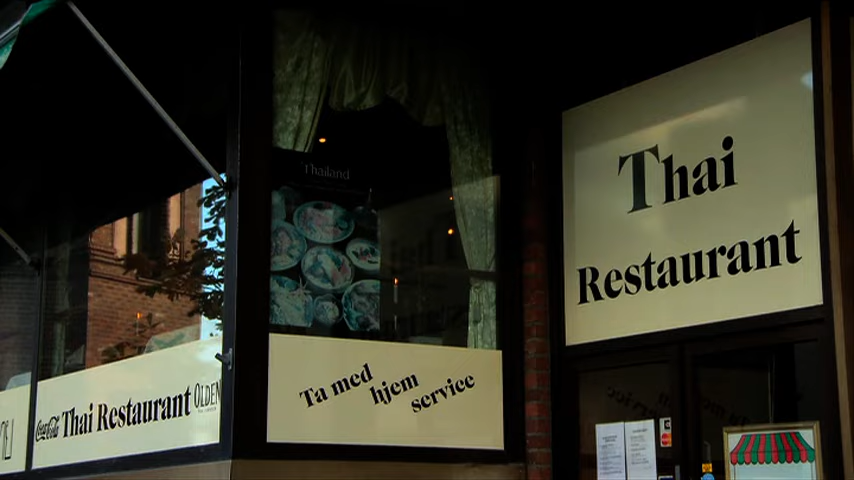 Thai
Restaurant
Thailand
Ta med
hjem
service
Coca-Cola Thai Restaurant OLDEN